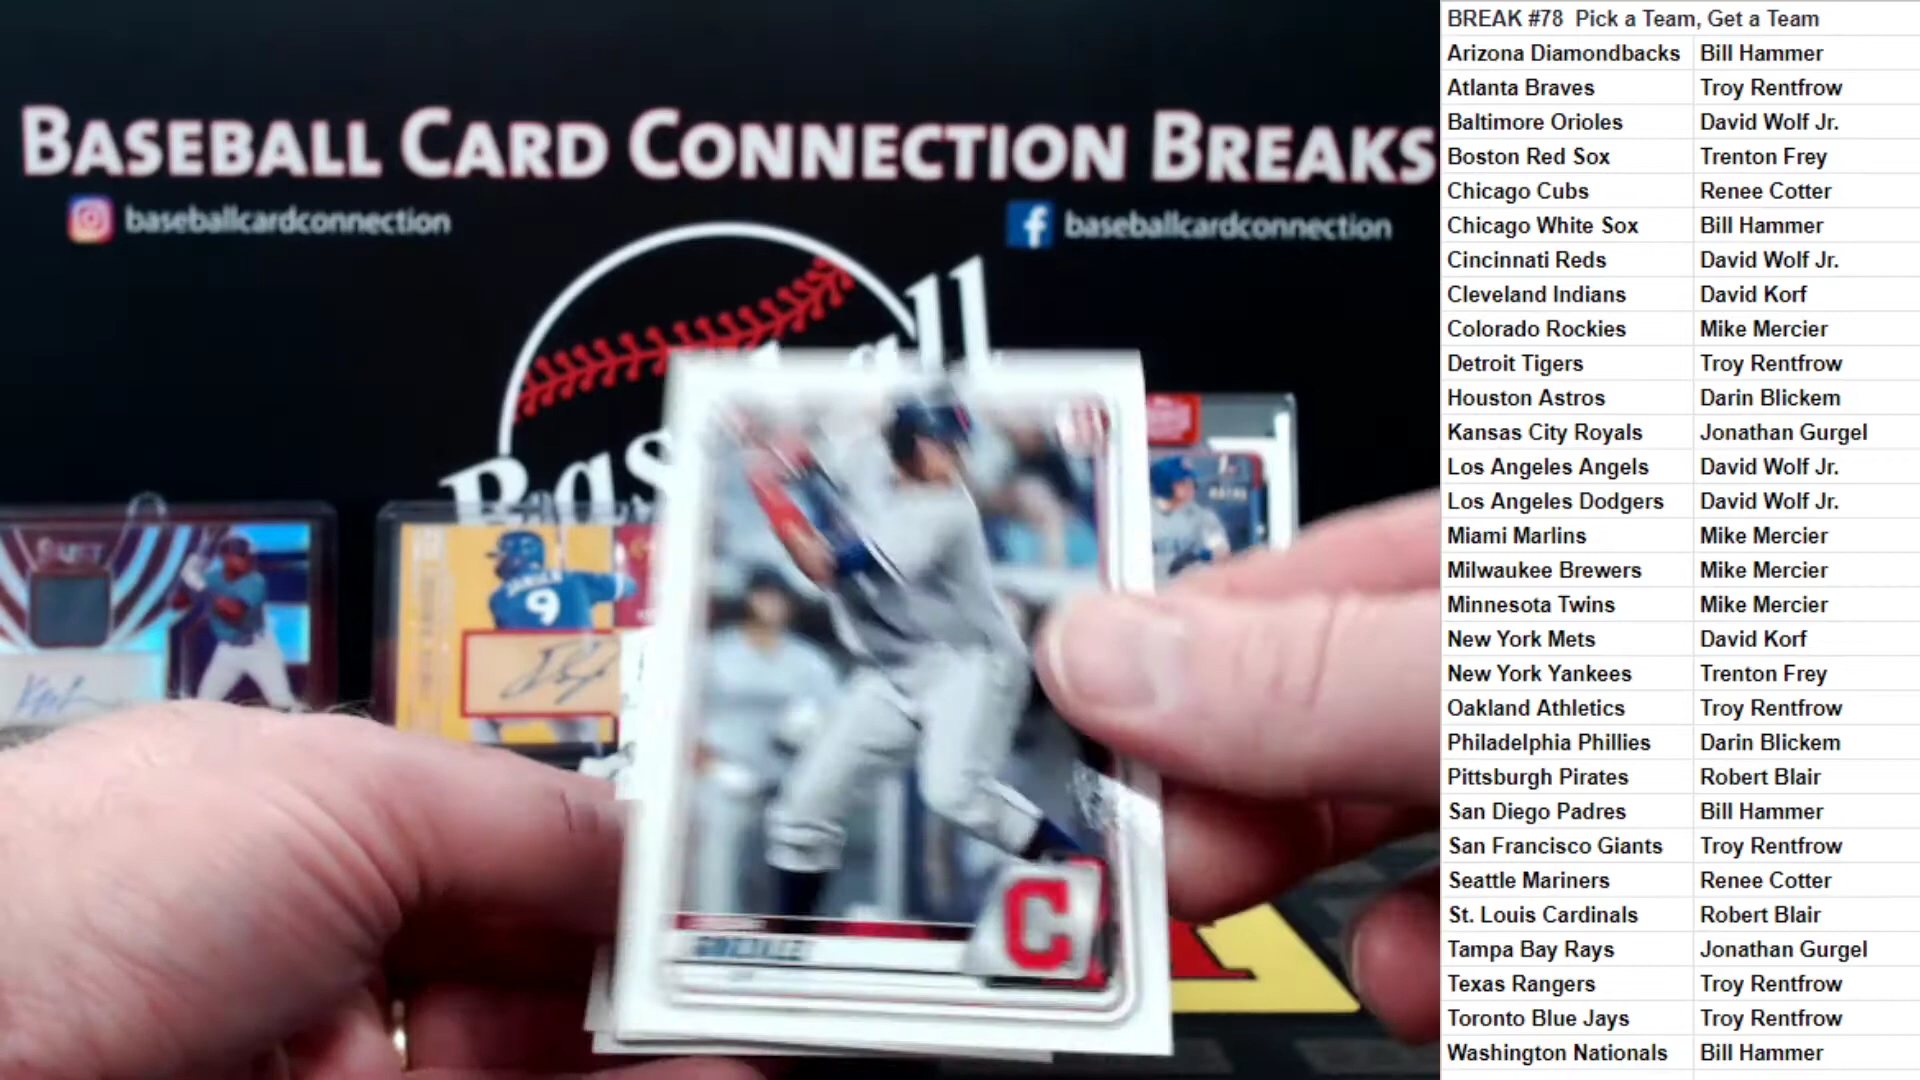 BASEBALL CARD CONNECTION BREAKS
baseballcardconnection
baseballcardconnection
9
C
BREAK #78 Pick a Team, Get a Team
Arizona Diamondbacks Bill Hammer
Atlanta Braves Troy Rentfrow
Baltimore Orioles David Wolf Jr.
Boston Red Sox Trenton Frey
Chicago Cubs Renee Cotter
Chicago White Sox Bill Hammer
Cincinnati Reds David Wolf Jr.
Cleveland Indians David Korf
Colorado Rockies Mike Mercier
Detroit Tigers Troy Rentfrow
Houston Astros Darin Blickem
Kansas City Royals Jonathan Gurgel
Los Angeles Angels David Wolf Jr.
Los Angeles Dodgers David Wolf Jr.
Miami Marlins Mike Mercier
Milwaukee Brewers Mike Mercier
Minnesota Twins Mike Mercier
New York Mets David Korf
New York Yankees Trenton Frey
Oakland Athletics Troy Rentfrow
Philadelphia Phillies Darin Blickem
Pittsburgh Pirates Robert Blair
San Diego Padres Bill Hammer
San Francisco Giants Troy Rentfrow
Seattle Mariners Renee Cotter
St. Louis Cardinals Robert Blair
Tampa Bay Rays Jonathan Gurgel
Texas Rangers Troy Rentfrow
Toronto Blue Jays Troy Rentfrow
Washington Nationals Bill Hammer